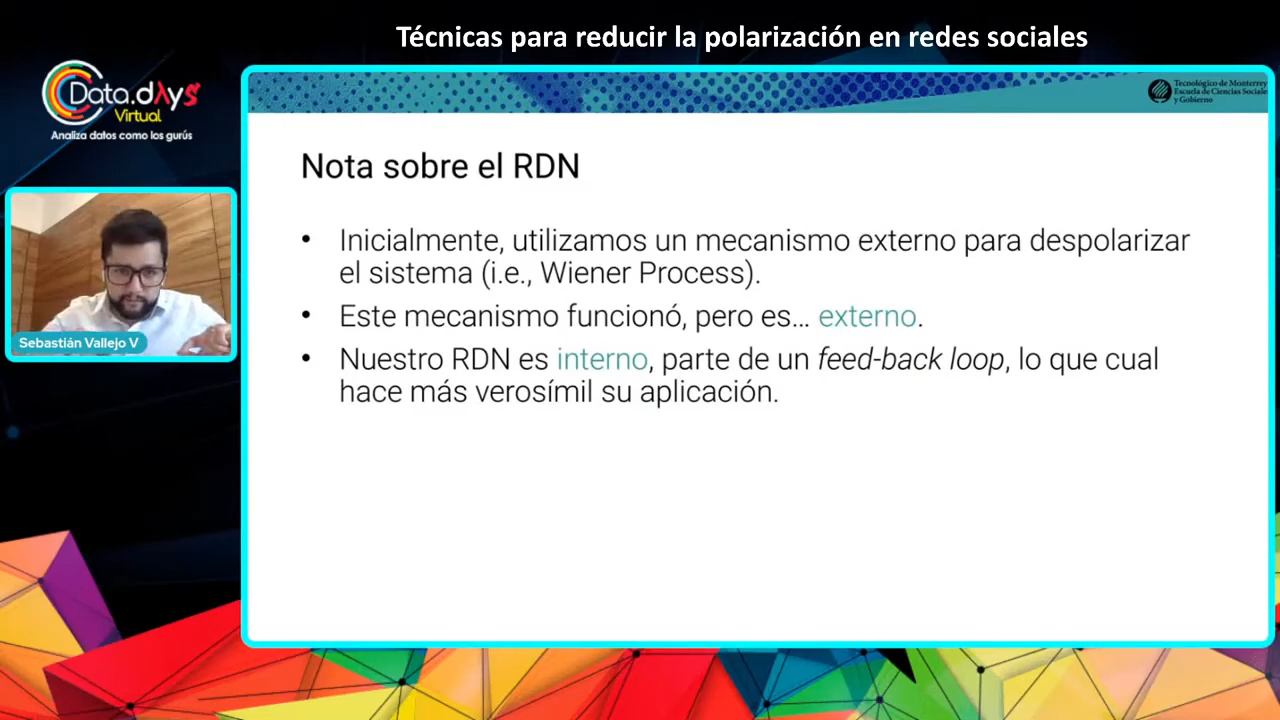 Técnicas para reducir la polarización en redes sociales
Data.dAys
Virtual
Analiza datos como los gurús
Tecnológico de Monterrey
Escuela de Ciencias Sociales
y Gobierno
Sebastián Vallejo V
Nota sobre el RDN
• Inicialmente, utilizamos un mecanismo externo para despolarizar
el sistema (i.e., Wiener Process).
• Este mecanismo funcionó, pero es... externo.
• Nuestro RDN es interno, parte de un feed-back loop, lo que cual
hace más verosímil su aplicación.